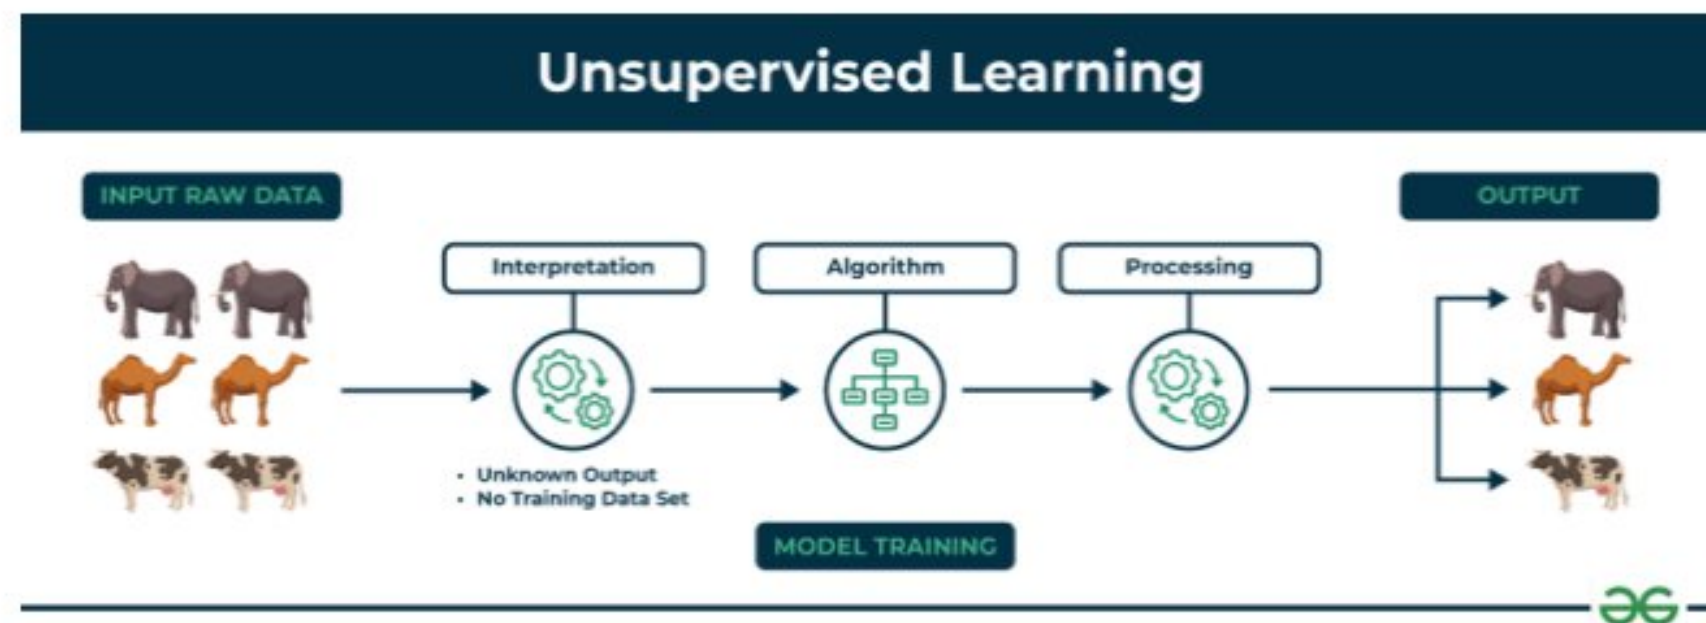 Unsupervised Learning
INPUT RAW DATA
OUTPUT
Interpretation
Algorithm
Processing
• Unknown Output
• No Training Data Set
MODEL TRAINING